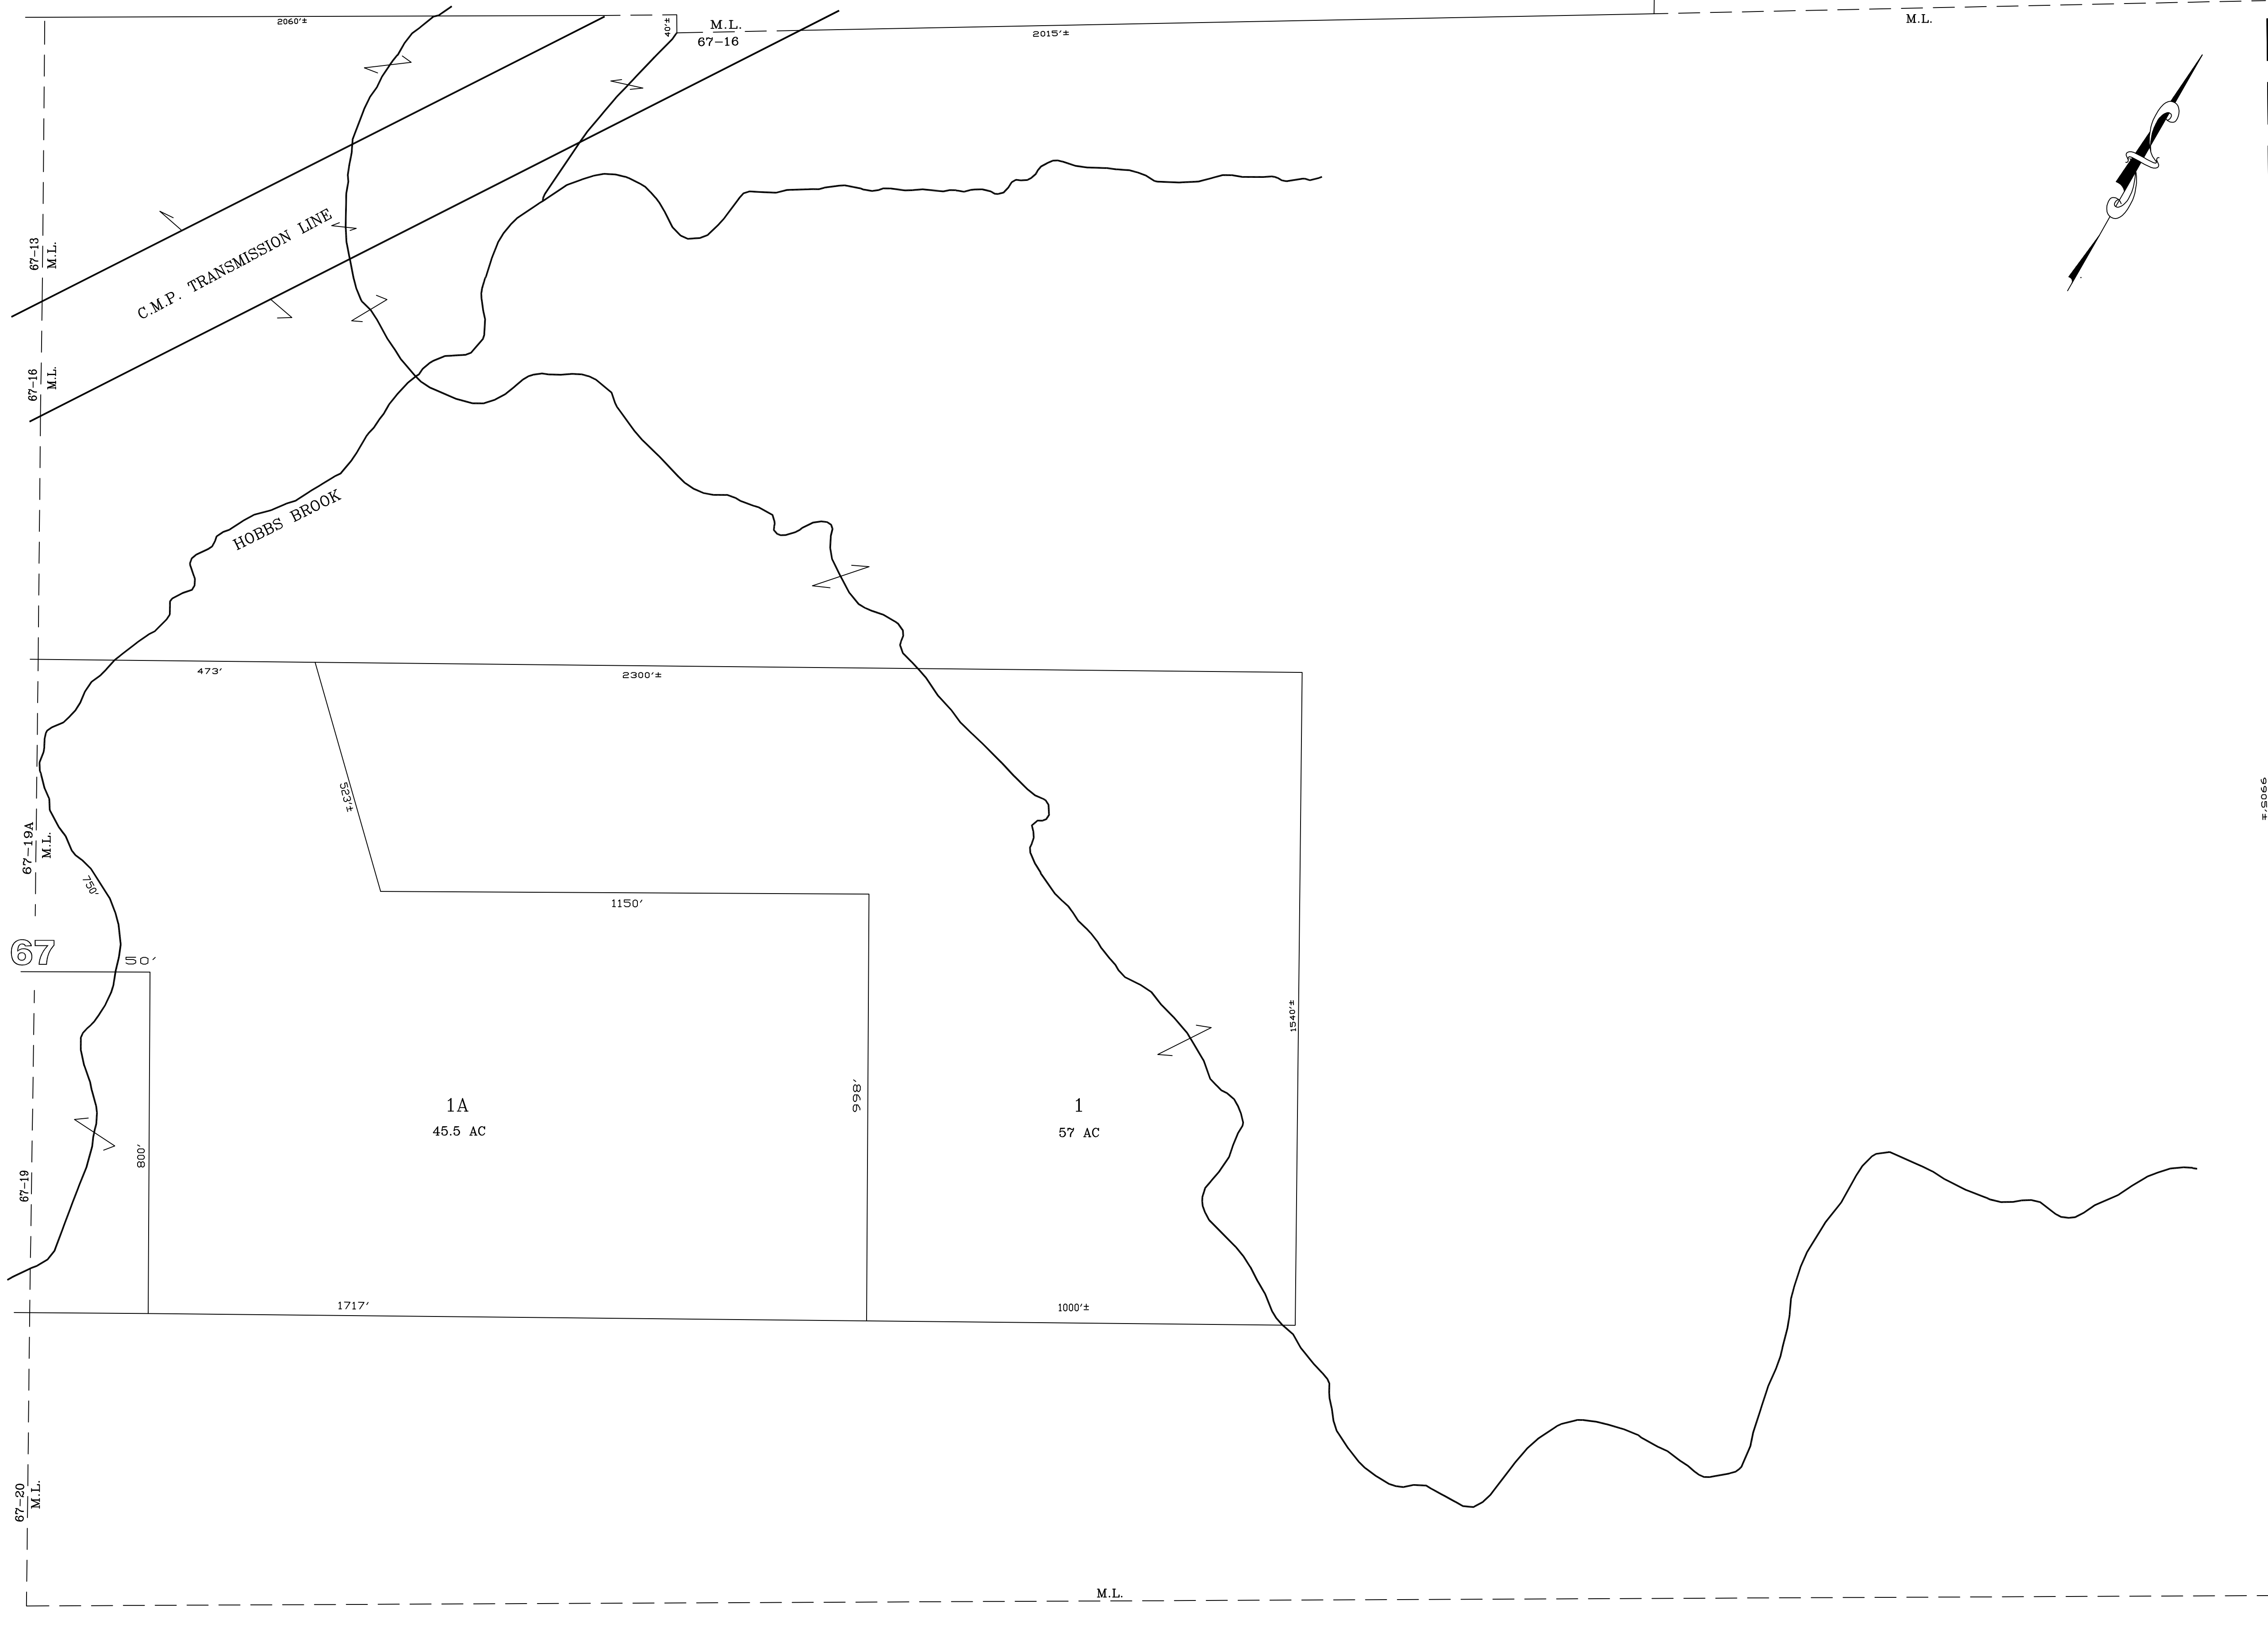 2060'±
40'±
M.L.
67-16
2015'±
M.L.
67-13
M.L.
C.M.P. TRANSMISSION LINE
67-16
M.L.
HOBBS BROOK
473'
2300'±
523'±
9905'±
67-19A
M.L.
750'
1150'
67
50'
1540'±
998'
1A
45.5 AC
1
57 AC
800'
67-19
1717'
1000'±
67-20
M.L.
M.L.